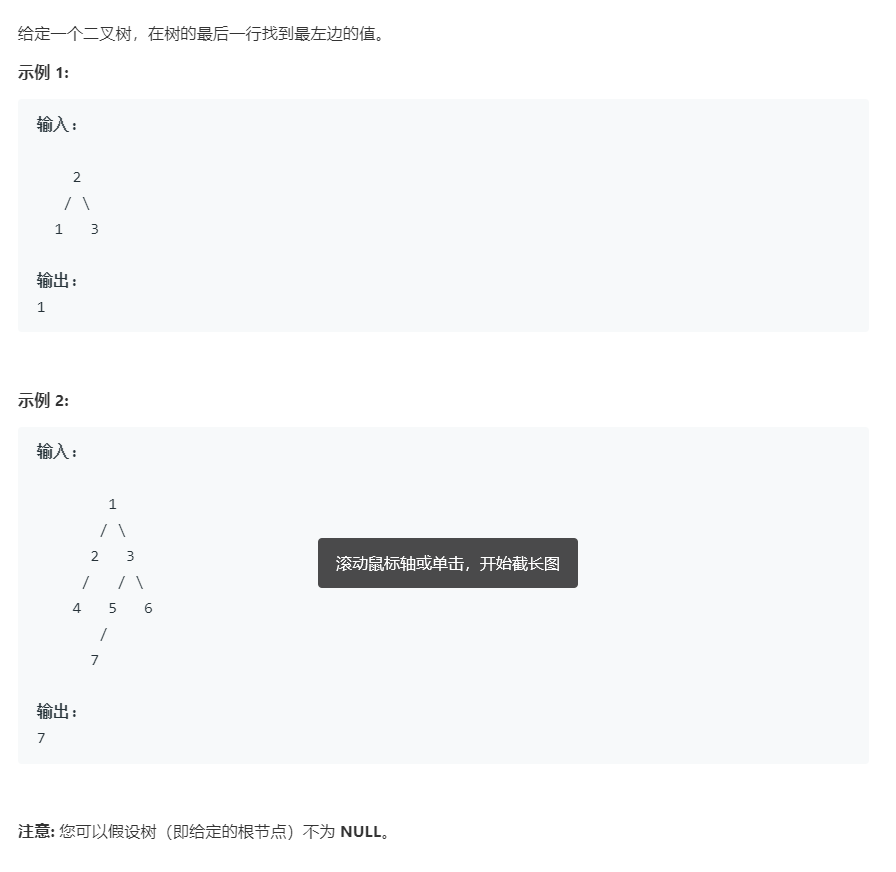 给定一个二叉树，在树的最后一行找到最左边的值。
示例 1:
输入:
2
/ \
1 3
输出:
1
示例 2:
输入:
1
/ \
2 3
/ / \
4 5 6
/
7
滚动鼠标轴或单击，开始截长图
输出:
7
注意: 您可以假设树（即给定的根节点）不为 NULL。